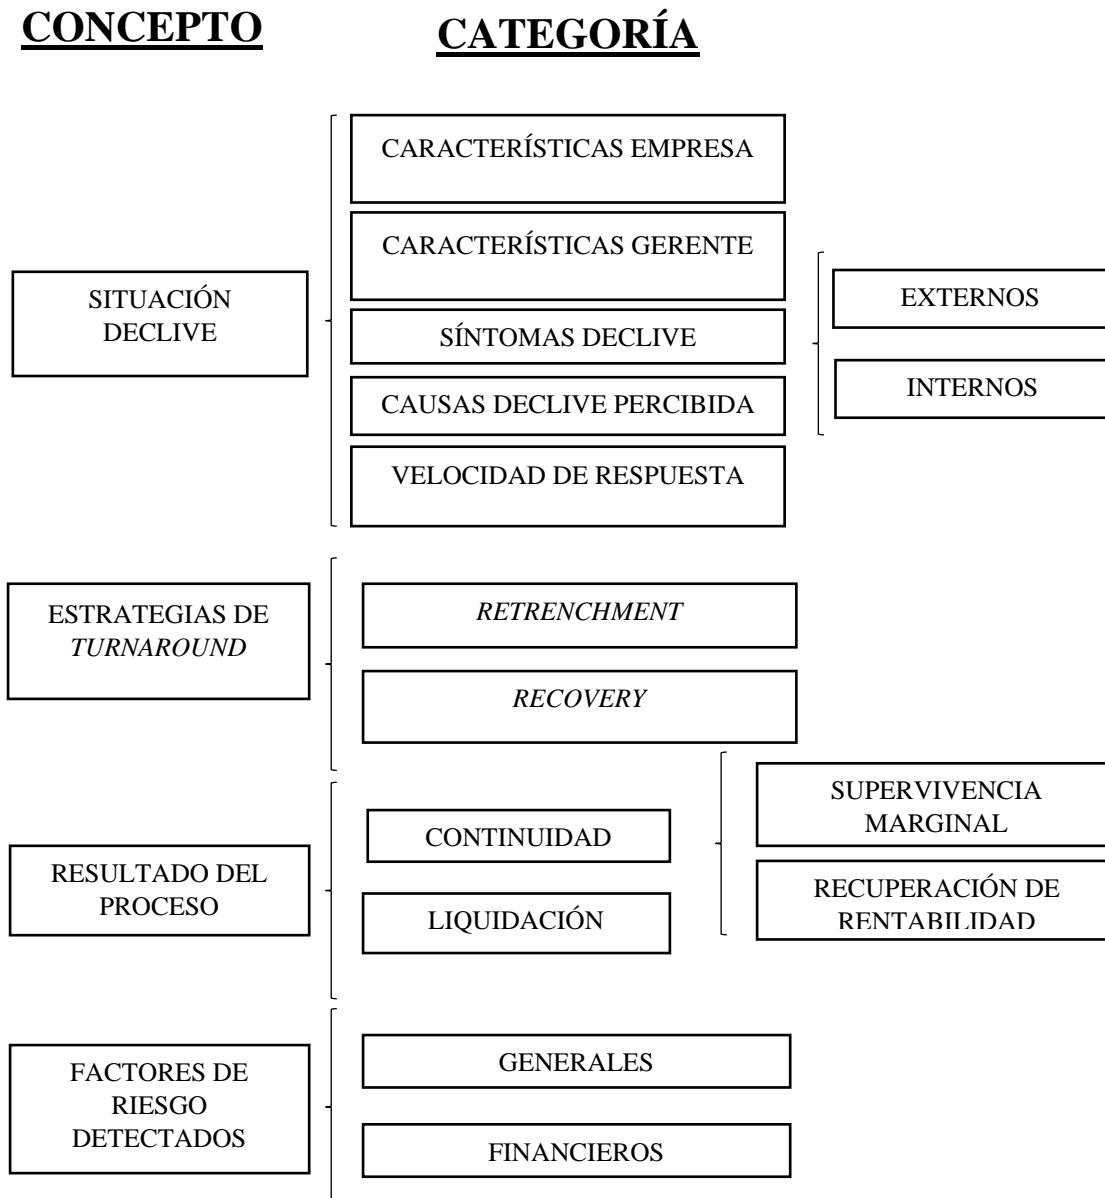 CONCEPTO
CATEGORÍA
CARACTERÍSTICAS EMPRESA
CARACTERÍSTICAS GERENTE
SITUACIÓN
DECLIVE
SÍNTOMAS DECLIVE
CAUSAS DECLIVE PERCIBIDA
VELOCIDAD DE RESPUESTA
EXTERNOS
INTERNOS
ESTRATEGIAS DE
TURNAROUND
RETRENCHMENT
RECOVERY
RESULTADO DEL
PROCESO
CONTINUIDAD
LIQUIDACIÓN
SUPERVIVENCIA
MARGINAL
RECUPERACIÓN DE
RENTABILIDAD
FACTORES DE
RIESGO
DETECTADOS
GENERALES
FINANCIEROS